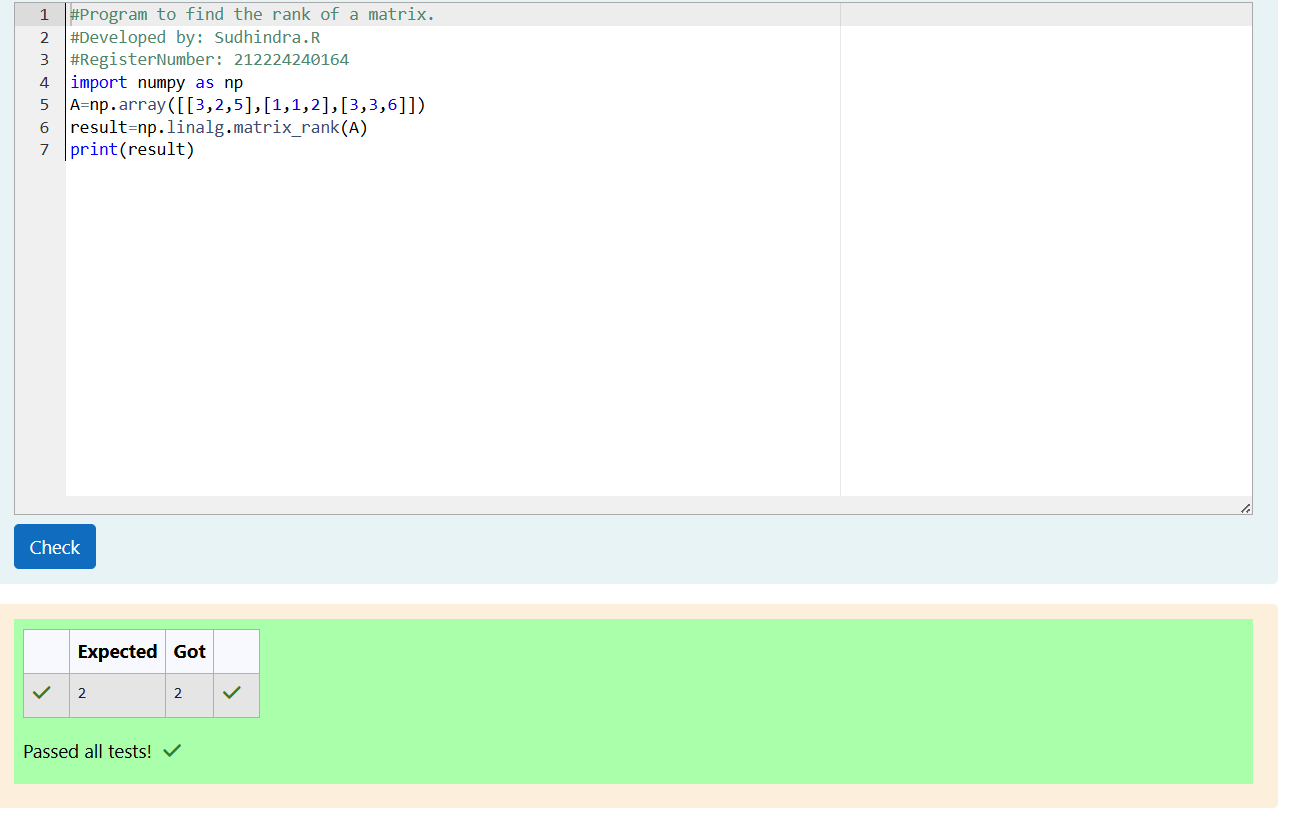 1 #Program to find the rank of a matrix.
2 #Developed by: Sudhindra.R
3 #RegisterNumber: 212224240164
4 import numpy as np
5 A=np.array([[3,2,5],[1,1,2],[3,3,6]])
6 result=np.linalg.matrix_rank(A)
7 print(result)
Check
Expected Got
2 2
Passed all tests!